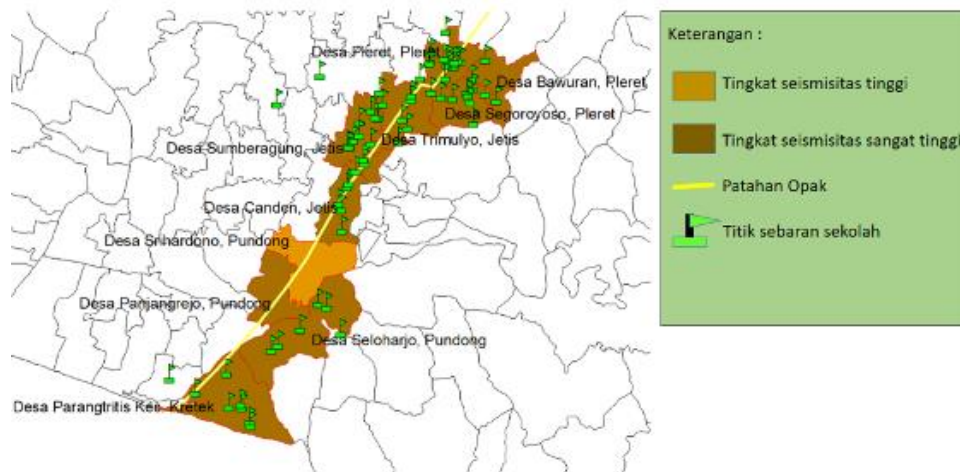 Desa Pleret, Pleret
Desa Bawuran, Pleret
Desa Segoroyoso, Pleret
Desa Trimulyo, Jetis
Desa Sumberagung, Jetis
Desa Canden, Jetis
Desa Srihardono, Pundong
Desa Panjangrejo, Pundong
Desa Seloharjo, Pundong
Desa Parangtritis Kec. Kretek
Keterangan :
Tingkat seismisitas tinggi
Tingkat seismisitas sangat tinggi
Patahan Opak
Titik sebaran sekolah